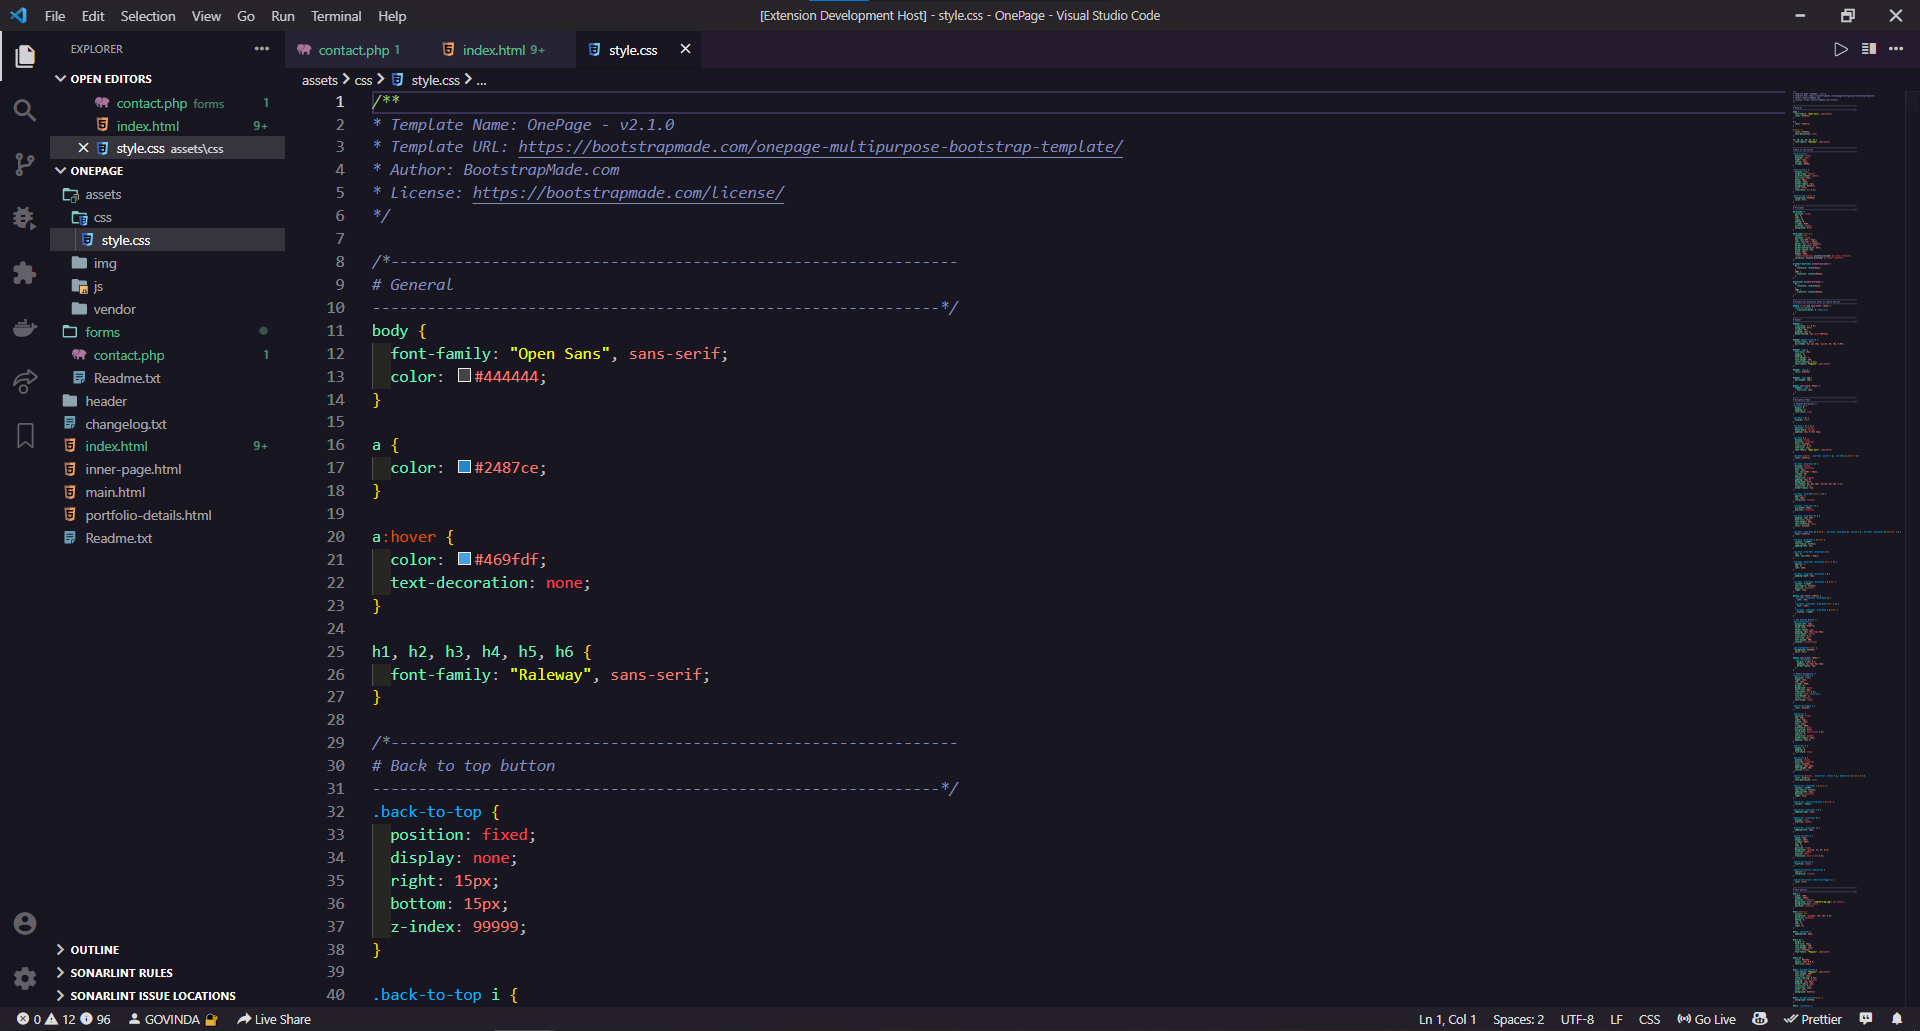 File Edit Selection View Go Run Terminal Help
[Extension Development Host] - style.css - OnePage - Visual Studio Code
EXPLORER
OPEN EDITORS
contact.php forms 1
index.html 9+
style.css assets\css
ONEPAGE
assets
css
style.css
img
js
vendor
forms
contact.php 1
Readme.txt
header
changelog.txt
index.html 9+
inner-page.html
main.html
portfolio-details.html
Readme.txt
OUTLINE
SONARLINT RULES
SONARLINT ISSUE LOCATIONS
contact.php 1 index.html 9+ style.css
assets > css > style.css > ...
1 /**
2 * Template Name: OnePage - v2.1.0
3 * Template URL: https://bootstrapmade.com/onepage-multipurpose-bootstrap-template/
4 * Author: BootstrapMade.com
5 * License: https://bootstrapmade.com/license/
6 */
7
8 /*--------------------------------------------------------------
9 # General
10 --------------------------------------------------------------*/
11 body {
12 font-family: "Open Sans", sans-serif;
13 color: #444444;
14 }
15
16 a {
17 color: #2487ce;
18 }
19
20 a:hover {
21 color: #469fdf;
22 text-decoration: none;
23 }
24
25 h1, h2, h3, h4, h5, h6 {
26 font-family: "Raleway", sans-serif;
27 }
28
29 /*--------------------------------------------------------------
30 # Back to top button
31 --------------------------------------------------------------*/
32 .back-to-top {
33 position: fixed;
34 display: none;
35 right: 15px;
36 bottom: 15px;
37 z-index: 99999;
38 }
39
40 .back-to-top i {
0 12 96 GOVINDA Live Share
Ln 1, Col 1 Spaces: 2 UTF-8 LF CSS Go Live Prettier